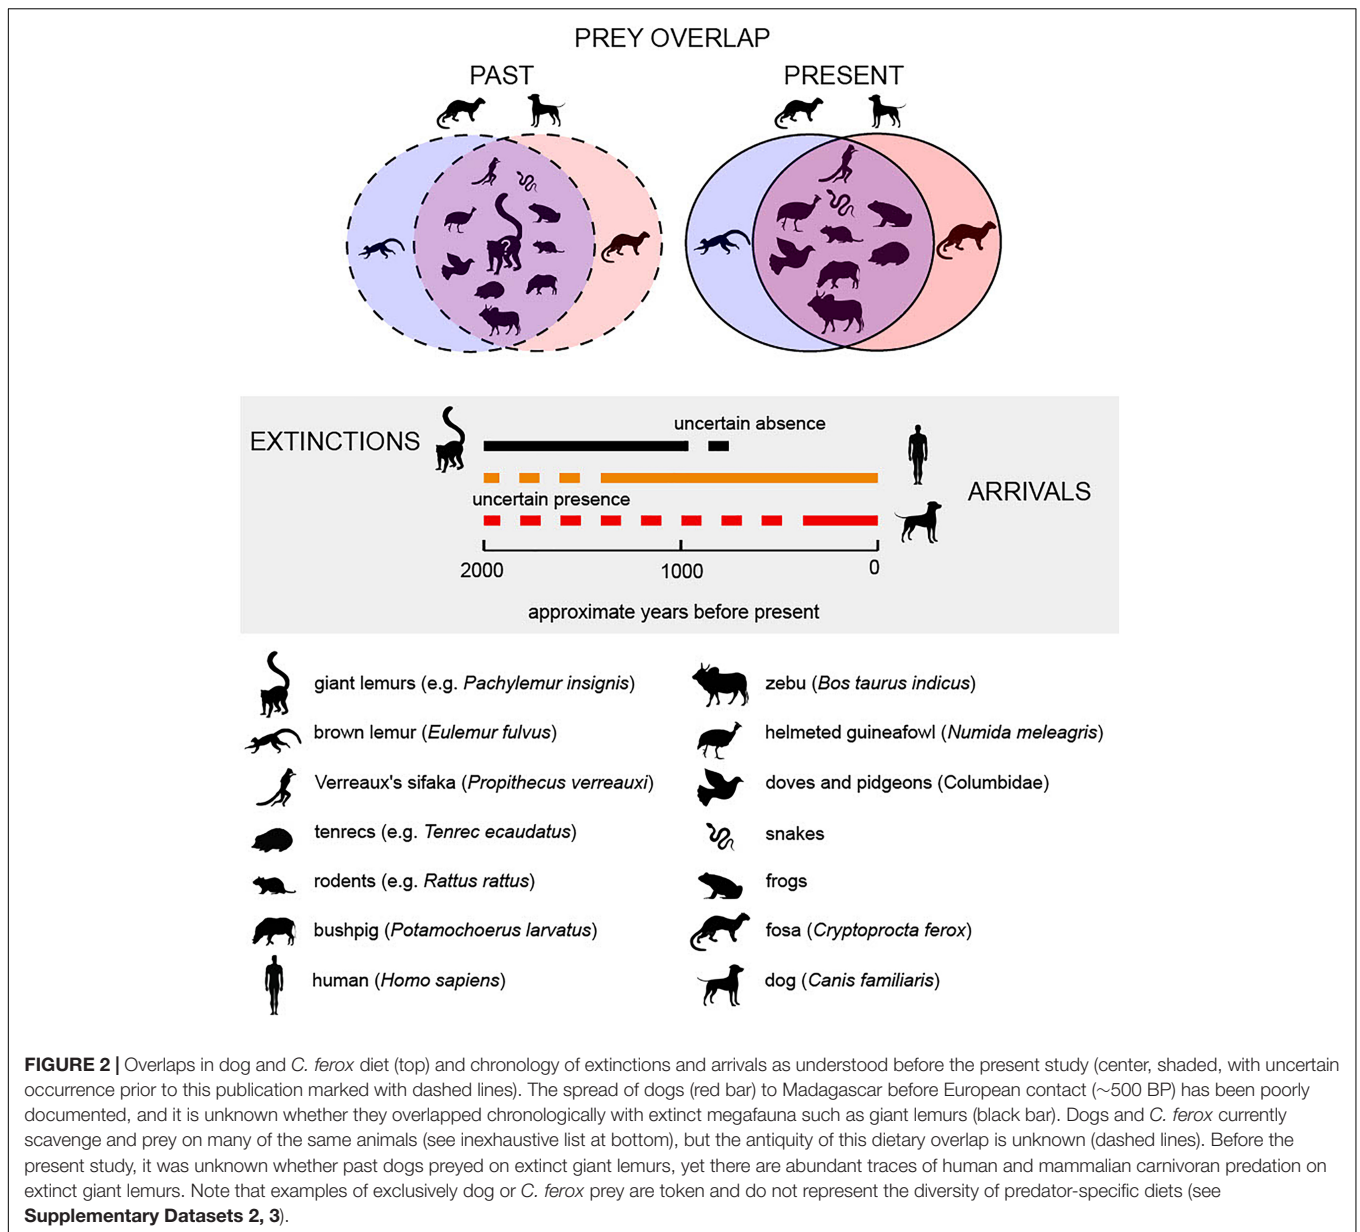 PREY OVERLAP
PAST
PRESENT
?
EXTINCTIONS
uncertain absence
uncertain presence
ARRIVALS
2000
1000
0
approximate years before present
giant lemurs (e.g. Pachylemur insignis)
brown lemur (Eulemur fulvus)
Verreaux's sifaka (Propithecus verreauxi)
tenrecs (e.g. Tenrec ecaudatus)
rodents (e.g. Rattus rattus)
bushpig (Potamochoerus larvatus)
human (Homo sapiens)
zebu (Bos taurus indicus)
helmeted guineafowl (Numida meleagris)
doves and pidgeons (Columbidae)
snakes
frogs
fosa (Cryptoprocta ferox)
dog (Canis familiaris)
FIGURE 2 | Overlaps in dog and C. ferox diet (top) and chronology of extinctions and arrivals as understood before the present study (center, shaded, with uncertain
occurrence prior to this publication marked with dashed lines). The spread of dogs (red bar) to Madagascar before European contact (~500 BP) has been poorly
documented, and it is unknown whether they overlapped chronologically with extinct megafauna such as giant lemurs (black bar). Dogs and C. ferox currently
scavenge and prey on many of the same animals (see inexhaustive list at bottom), but the antiquity of this dietary overlap is unknown (dashed lines). Before the
present study, it was unknown whether past dogs preyed on extinct giant lemurs, yet there are abundant traces of human and mammalian carnivoran predation on
extinct giant lemurs. Note that examples of exclusively dog or C. ferox prey are token and do not represent the diversity of predator-specific diets (see
Supplementary Datasets 2, 3).